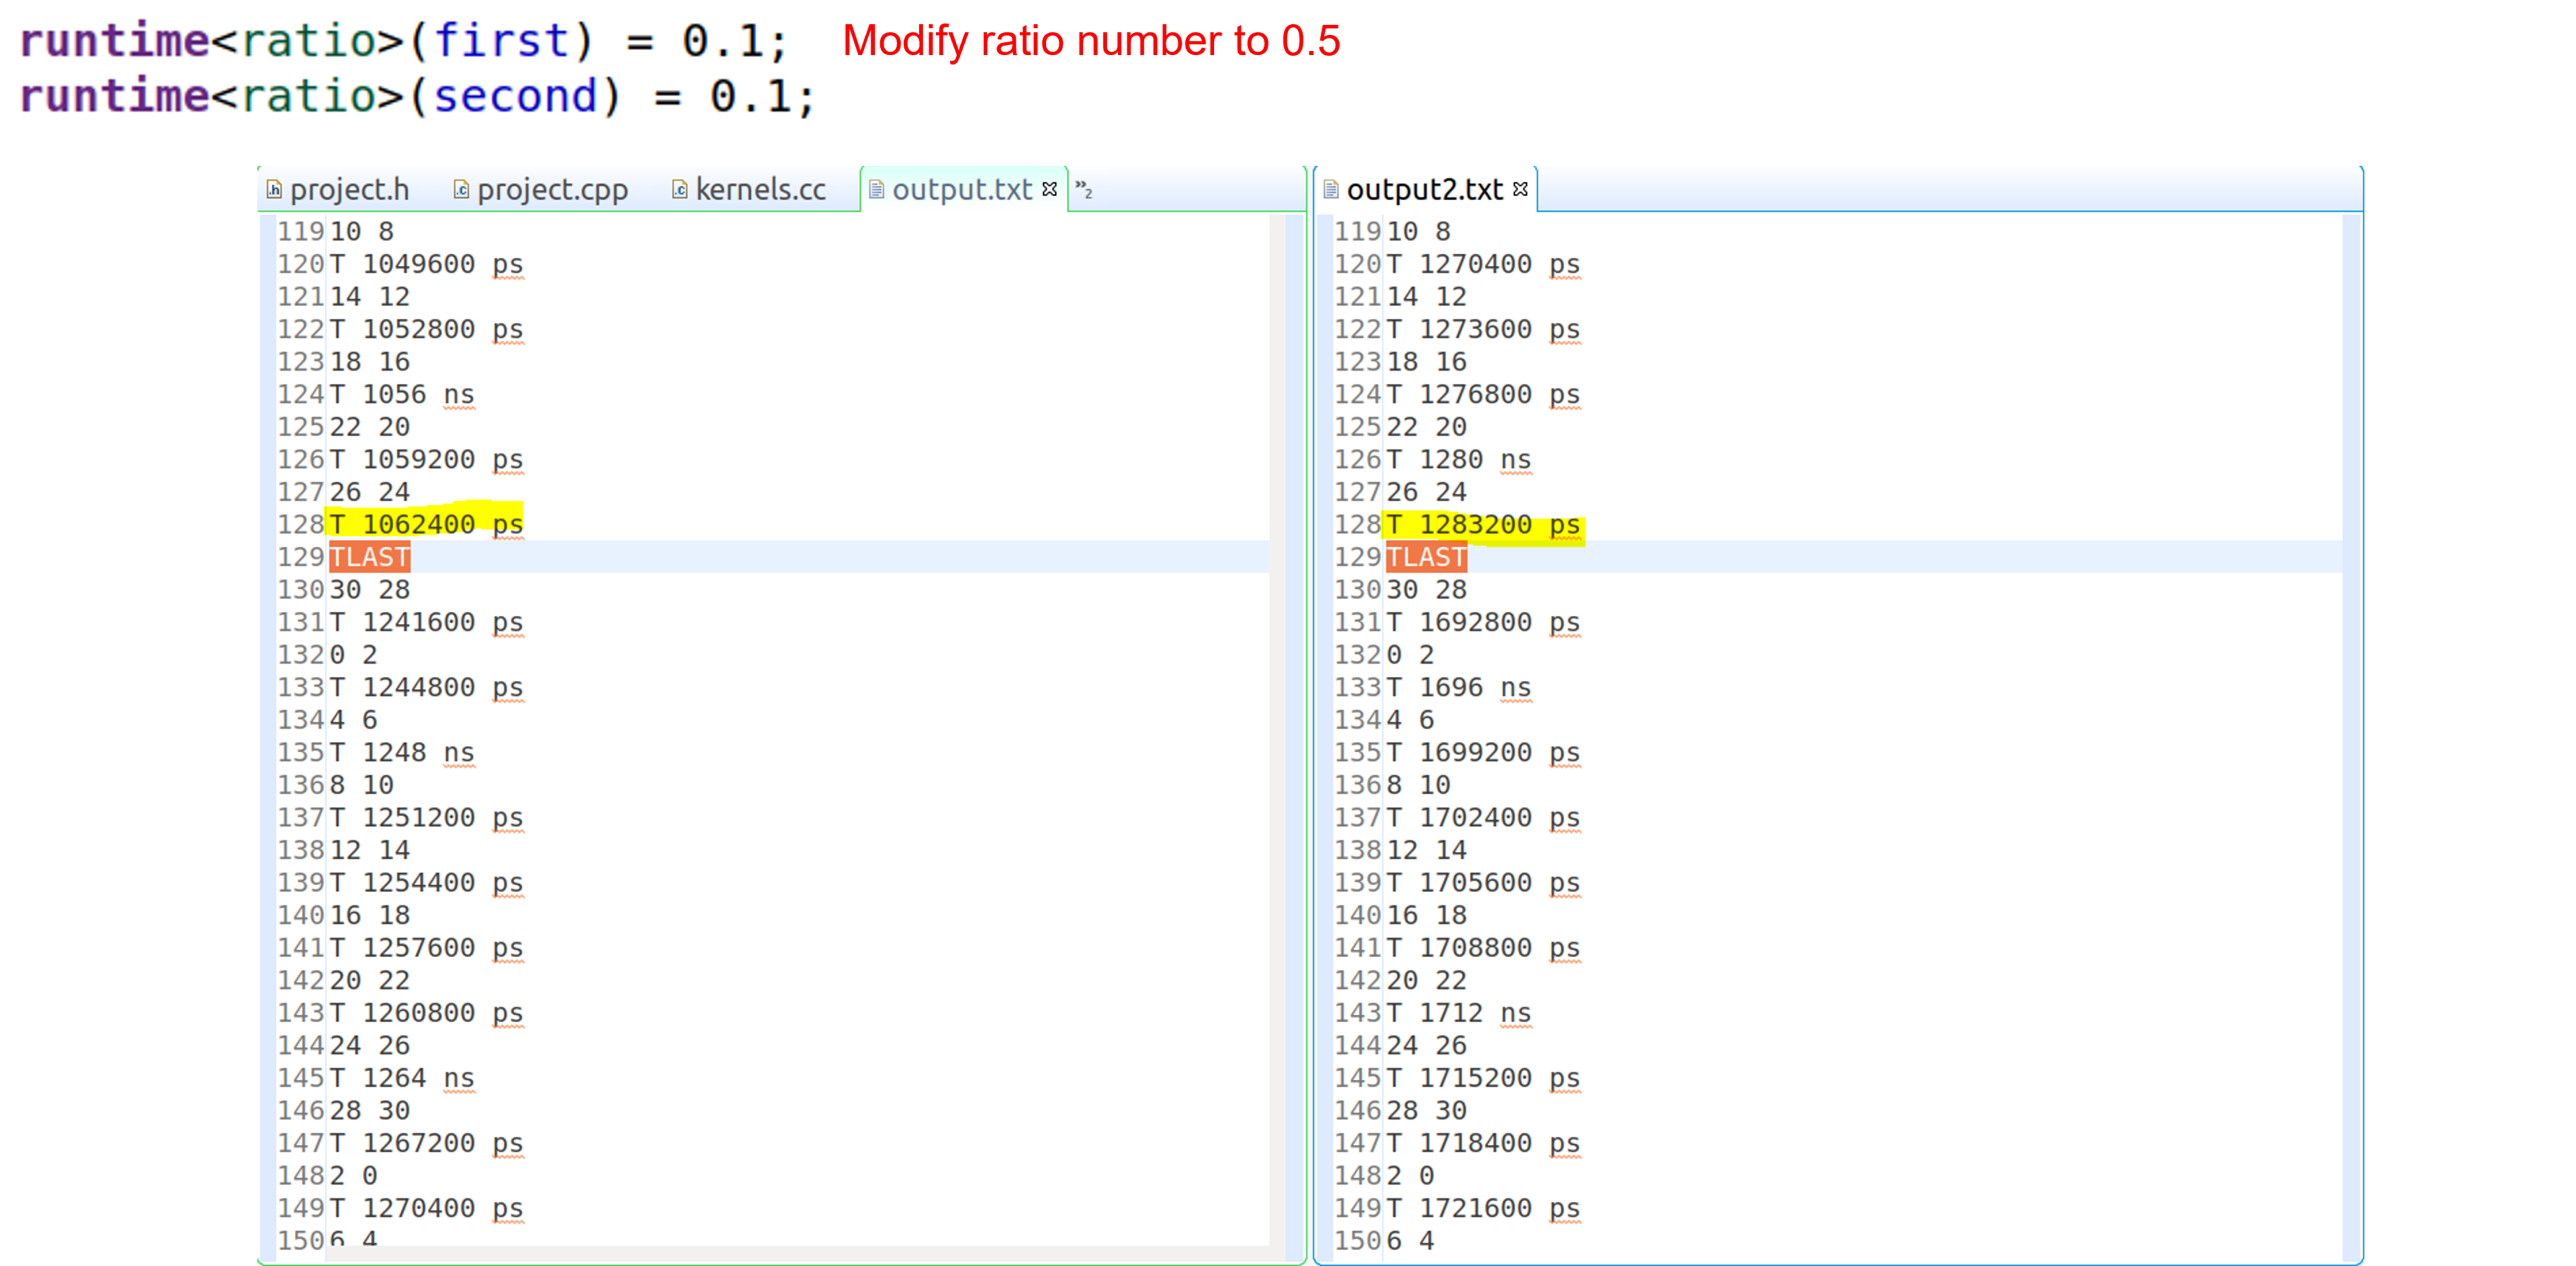 runtime<ratio>(first) = 0.1;
Modify ratio number to 0.5
runtime<ratio>(second) = 0.1;
project.h project.cpp kernels.cc output.txt »2
119 10 8
120 T 1049600 ps
121 14 12
122 T 1052800 ps
123 18 16
124 T 1056 ns
125 22 20
126 T 1059200 ps
127 26 24
128 T 1062400 ps
129 TLAST
130 30 28
131 T 1241600 ps
132 0 2
133 T 1244800 ps
134 4 6
135 T 1248 ns
136 8 10
137 T 1251200 ps
138 12 14
139 T 1254400 ps
140 16 18
141 T 1257600 ps
142 20 22
143 T 1260800 ps
144 24 26
145 T 1264 ns
146 28 30
147 T 1267200 ps
148 2 0
149 T 1270400 ps
150 6 4
output2.txt
119 10 8
120 T 1270400 ps
121 14 12
122 T 1273600 ps
123 18 16
124 T 1276800 ps
125 22 20
126 T 1280 ns
127 26 24
128 T 1283200 ps
129 TLAST
130 30 28
131 T 1692800 ps
132 0 2
133 T 1696 ns
134 4 6
135 T 1699200 ps
136 8 10
137 T 1702400 ps
138 12 14
139 T 1705600 ps
140 16 18
141 T 1708800 ps
142 20 22
143 T 1712 ns
144 24 26
145 T 1715200 ps
146 28 30
147 T 1718400 ps
148 2 0
149 T 1721600 ps
150 6 4